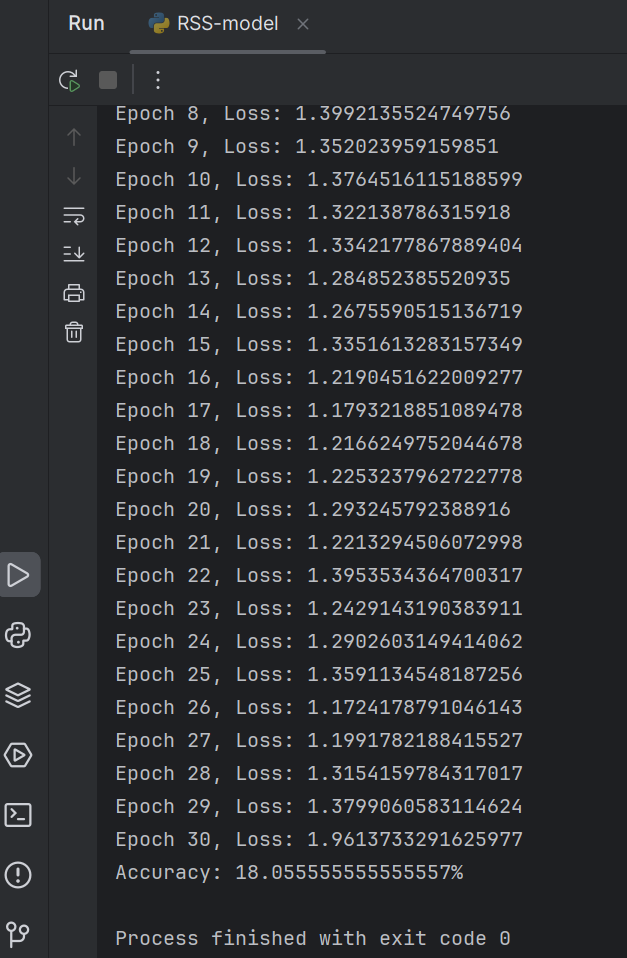 Run RSS-model
Epoch 8, Loss: 1.3992135524749756
Epoch 9, Loss: 1.352023959159851
Epoch 10, Loss: 1.3764516115188599
Epoch 11, Loss: 1.322138786315918
Epoch 12, Loss: 1.3342177867889404
Epoch 13, Loss: 1.284852385520935
Epoch 14, Loss: 1.2675590515136719
Epoch 15, Loss: 1.3351613283157349
Epoch 16, Loss: 1.2190451622009277
Epoch 17, Loss: 1.1793218851089478
Epoch 18, Loss: 1.2166249752044678
Epoch 19, Loss: 1.2253237962722778
Epoch 20, Loss: 1.293245792388916
Epoch 21, Loss: 1.2213294506072998
Epoch 22, Loss: 1.3953534364700317
Epoch 23, Loss: 1.2429143190383911
Epoch 24, Loss: 1.2902603149414062
Epoch 25, Loss: 1.3591134548187256
Epoch 26, Loss: 1.1724178791046143
Epoch 27, Loss: 1.1991782188415527
Epoch 28, Loss: 1.3154159784317017
Epoch 29, Loss: 1.3799060583114624
Epoch 30, Loss: 1.9613733291625977
Accuracy: 18.055555555555557%
Process finished with exit code 0